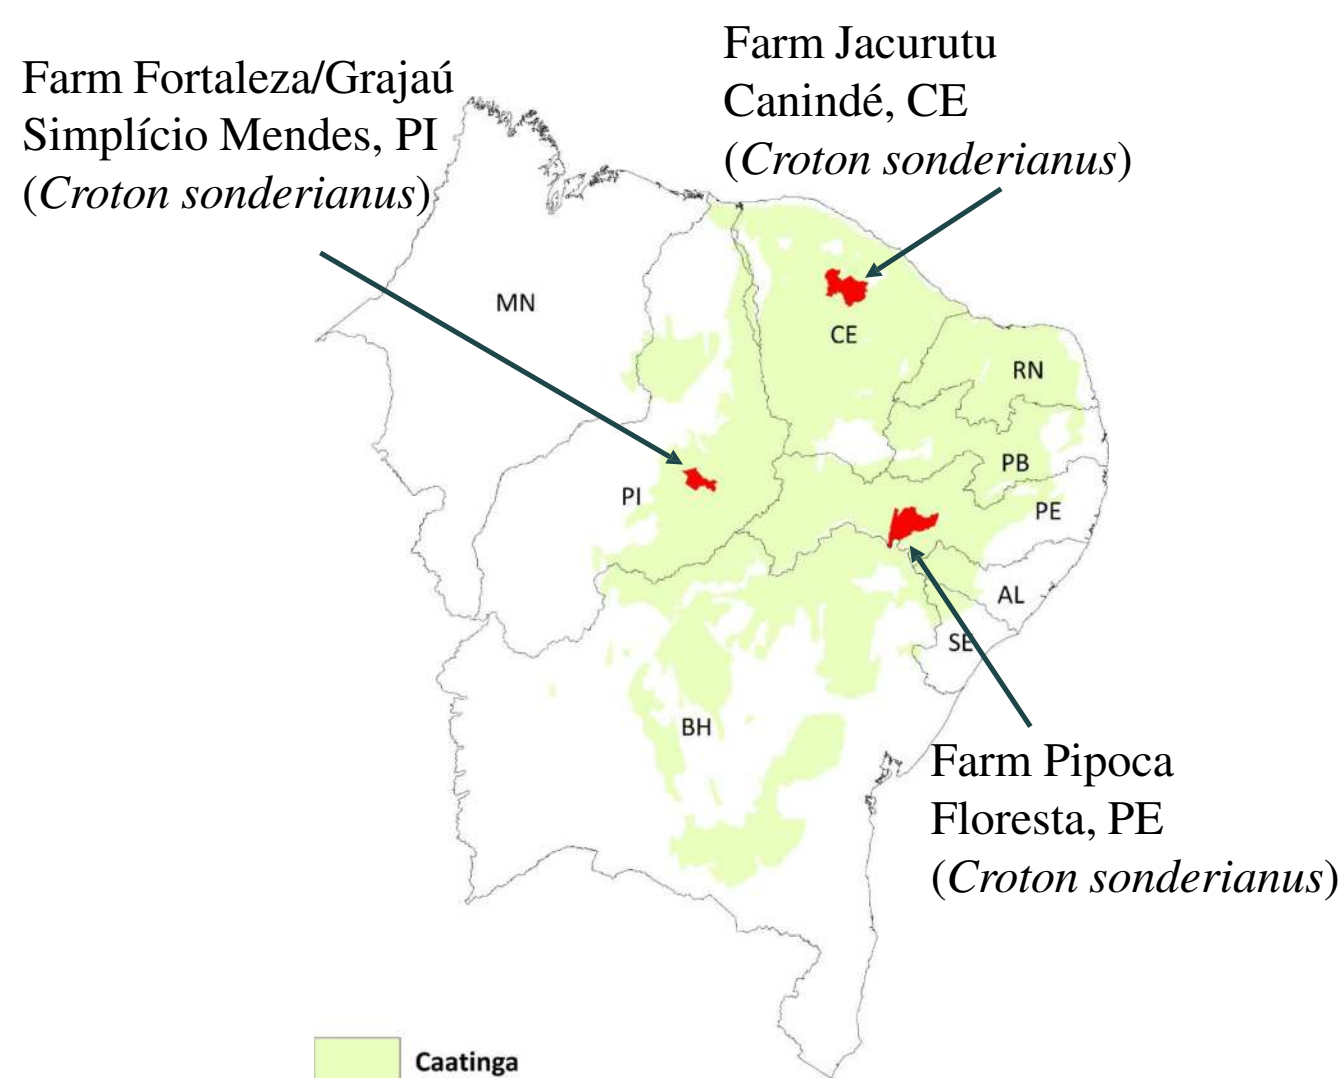 Farm Fortaleza/Grajaú
Simplício Mendes, PI
(Croton sonderianus)
Farm Jacurutu
Canindé, CE
(Croton sonderianus)
MN
CE
RN
PB
PI
PE
AL
SE
BH
Farm Pipoca
Floresta, PE
(Croton sonderianus)
Caatinga